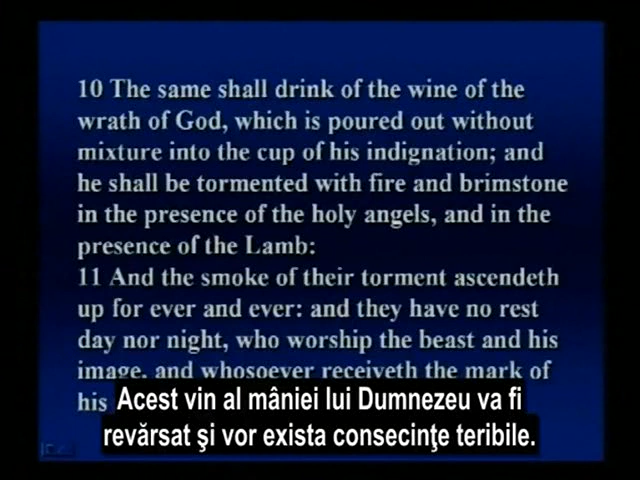 10 The same shall drink of the wine of the
wrath of God, which is poured out without
mixture into the cup of his indignation; and
he shall be tormented with fire and brimstone
in the presence of the holy angels, and in the
presence of the Lamb:
11 And the smoke of their torment ascendeth
up for ever and ever: and they have no rest
day nor night, who worship the beast and his
image, and whosoever receiveth the mark of
his
Acest vin al mâniei lui Dumnezeu va fi
revărsat şi vor exista consecinţe teribile.